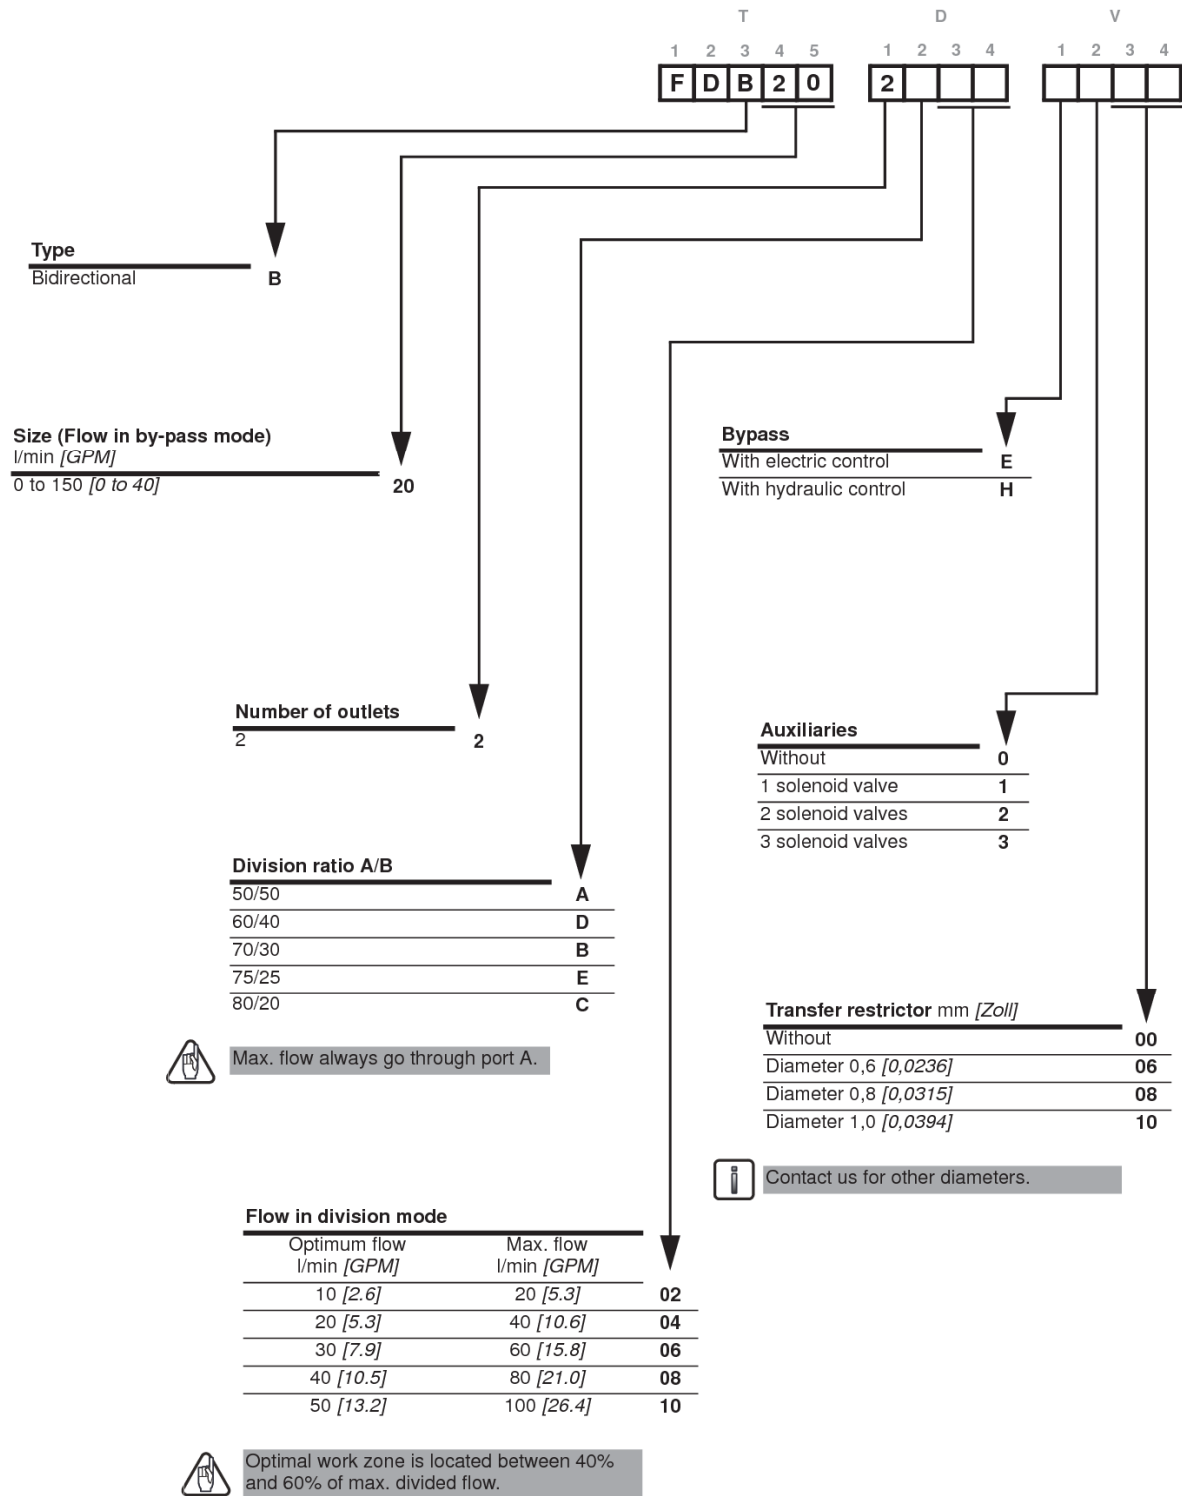 T D V
1 2 3 4 5 1 2 3 4 1 2 3 4
F D B 2 0 2
Type
Bidirectional B
Size (Flow in by-pass mode)
l/min [GPM]
0 to 150 [0 to 40] 20
Number of outlets
2 2
Division ratio A/B
50/50 A
60/40 D
70/30 B
75/25 E
80/20 C
Max. flow always go through port A.
Flow in division mode
Optimum flow Max. flow
l/min [GPM] l/min [GPM]
10 [2.6] 20 [5.3] 02
20 [5.3] 40 [10.6] 04
30 [7.9] 60 [15.8] 06
40 [10.5] 80 [21.0] 08
50 [13.2] 100 [26.4] 10
Optimal work zone is located between 40%
and 60% of max. divided flow.
Bypass
With electric control E
With hydraulic control H
Auxiliaries
Without 0
1 solenoid valve 1
2 solenoid valves 2
3 solenoid valves 3
Transfer restrictor mm [Zoll]
Without 00
Diameter 0,6 [0,0236] 06
Diameter 0,8 [0,0315] 08
Diameter 1,0 [0,0394] 10
i
Contact us for other diameters.